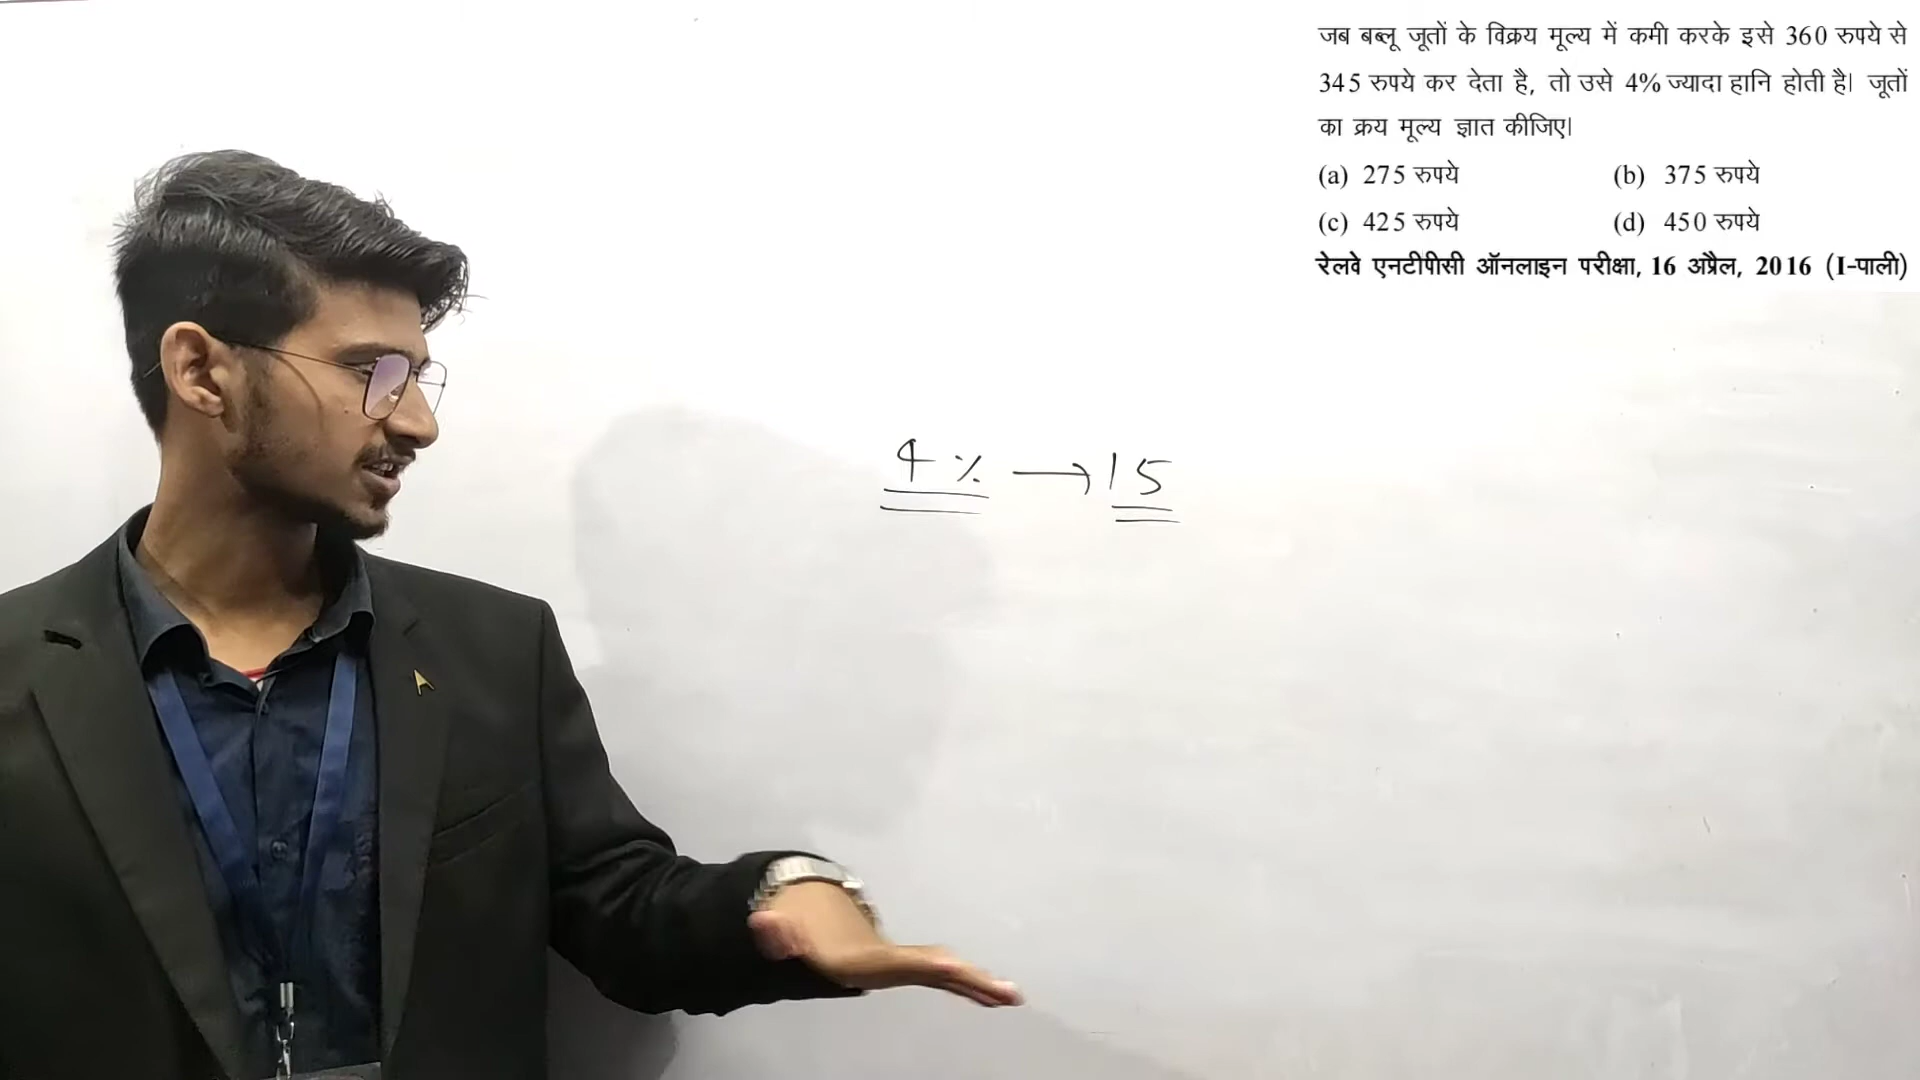 जब बब्लू जूतों के विक्रय मूल्य में कमी करके इसे 360 रुपये से
345 रुपये कर देता है, तो उसे 4% ज्यादा हानि होती है। जूतों
का क्रय मूल्य ज्ञात कीजिए।
(a) 275 रुपये (b) 375 रुपये
(c) 425 रुपये (d) 450 रुपये
रेलवे एनटीपीसी ऑनलाइन परीक्षा, 16 अप्रैल, 2016 (I-पाली)
4% → 15